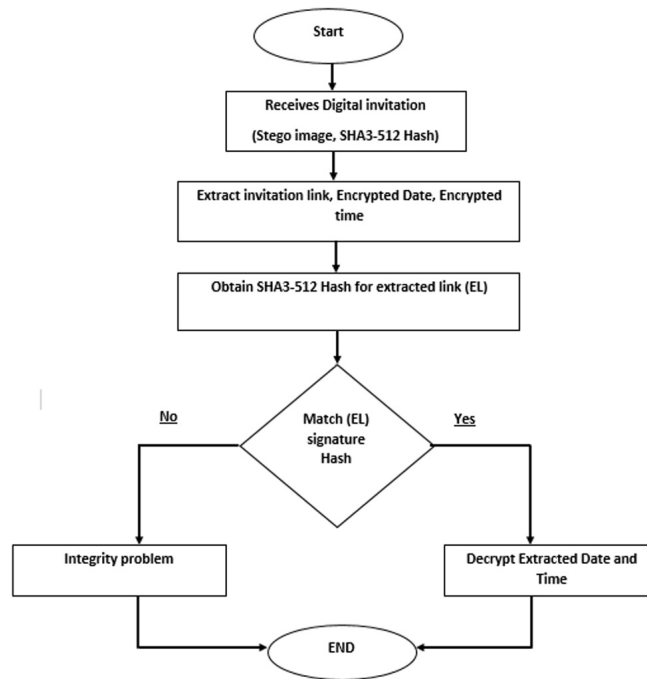 Start
Receives Digital invitation
(Stego image, SHA3-512 Hash)
Extract invitation link, Encrypted Date, Encrypted
time
Obtain SHA3-512 Hash for extracted link (EL)
No
Match (EL)
signature
Hash
Yes
Integrity problem
Decrypt Extracted Date and
Time
END